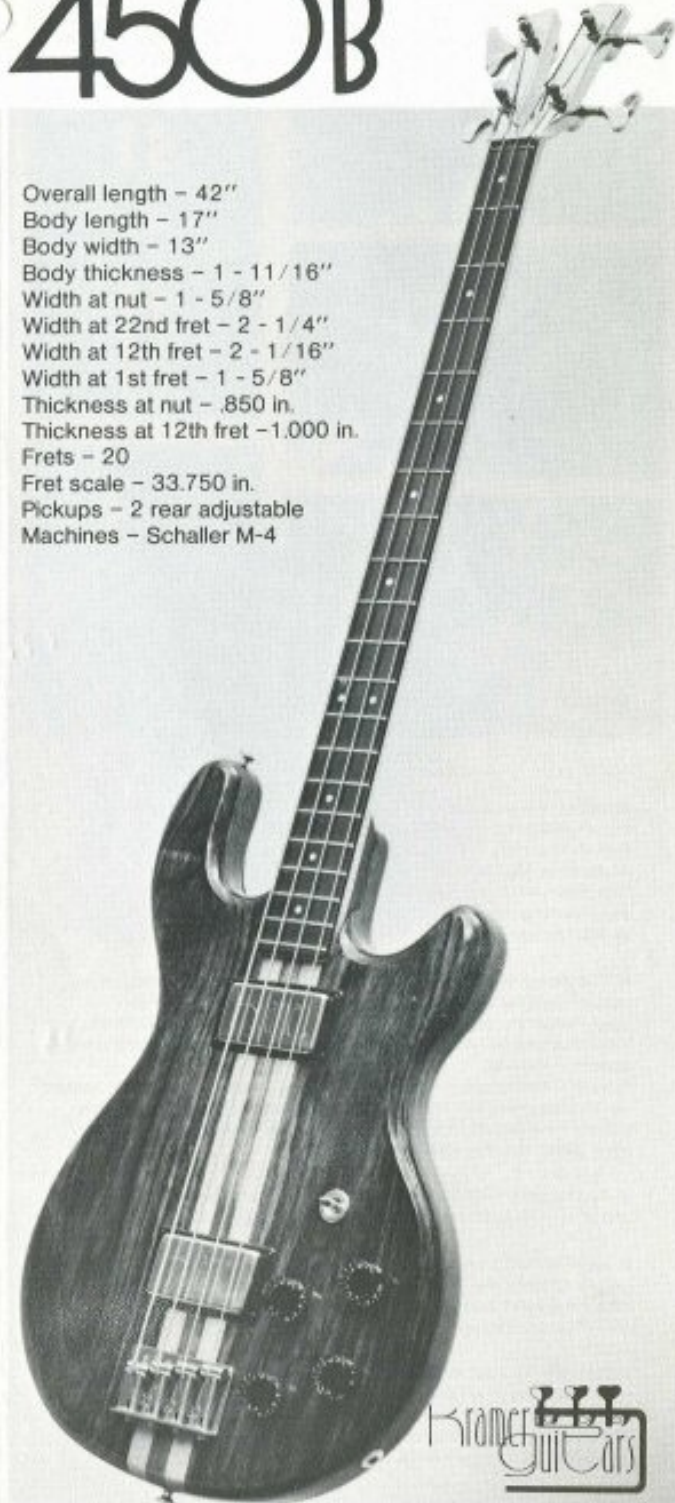 450B
Overall length – 42"
Body length – 17"
Body width – 13"
Body thickness – 1 - 11/16"
Width at nut – 1 - 5/8"
Width at 22nd fret – 2 - 1/4"
Width at 12th fret – 2 - 1/16"
Width at 1st fret – 1 - 5/8"
Thickness at nut – .850 in.
Thickness at 12th fret –1.000 in.
Frets – 20
Fret scale – 33.750 in.
Pickups – 2 rear adjustable
Machines – Schaller M-4
Kramer
guitars